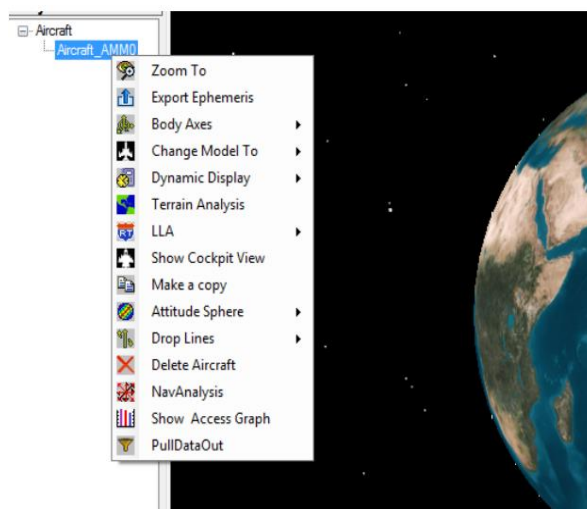 Aircraft
Aircraft_AMM0
Zoom To
Export Ephemeris
Body Axes
Change Model To
Dynamic Display
Terrain Analysis
RT
LLA
Show Cockpit View
Make a copy
Attitude Sphere
Drop Lines
Delete Aircraft
NavAnalysis
Show  Access Graph
PullDataOut